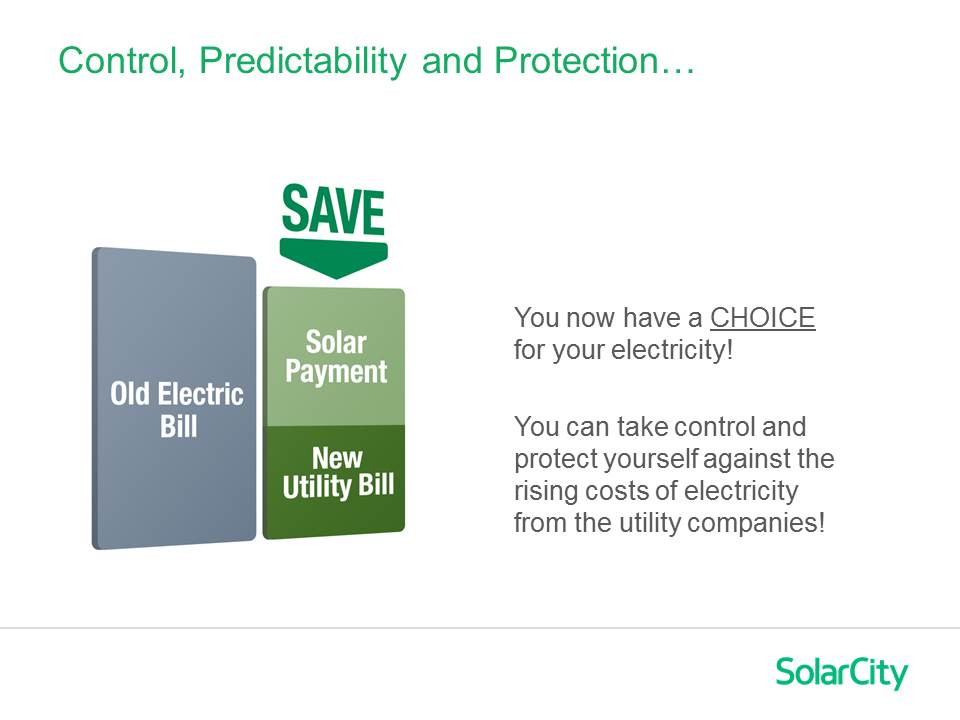 Control, Predictability and Protection…
SAVE
Old Electric
Bill
Solar
Payment
New
Utility Bill
You now have a CHOICE
for your electricity!
You can take control and
protect yourself against the
rising costs of electricity
from the utility companies!
SolarCity